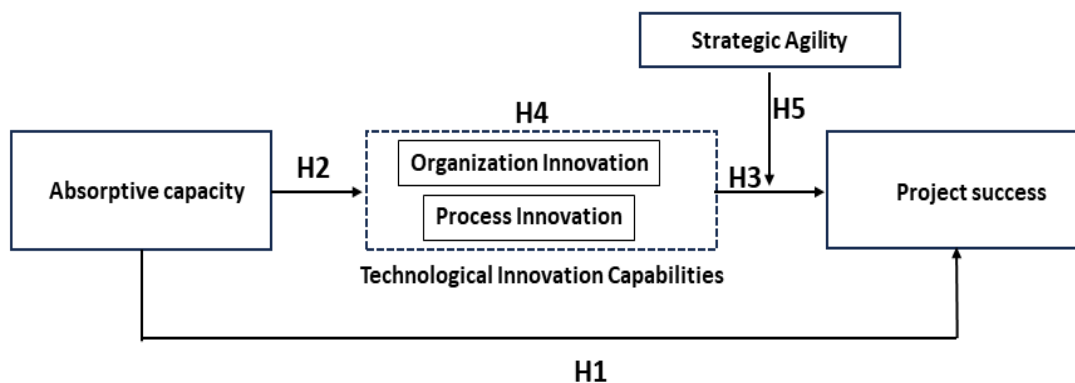 Strategic Agility
H4
H5
Absorptive capacity
H2
Organization Innovation
Process Innovation
H3
Project success
Technological Innovation Capabilities
H1